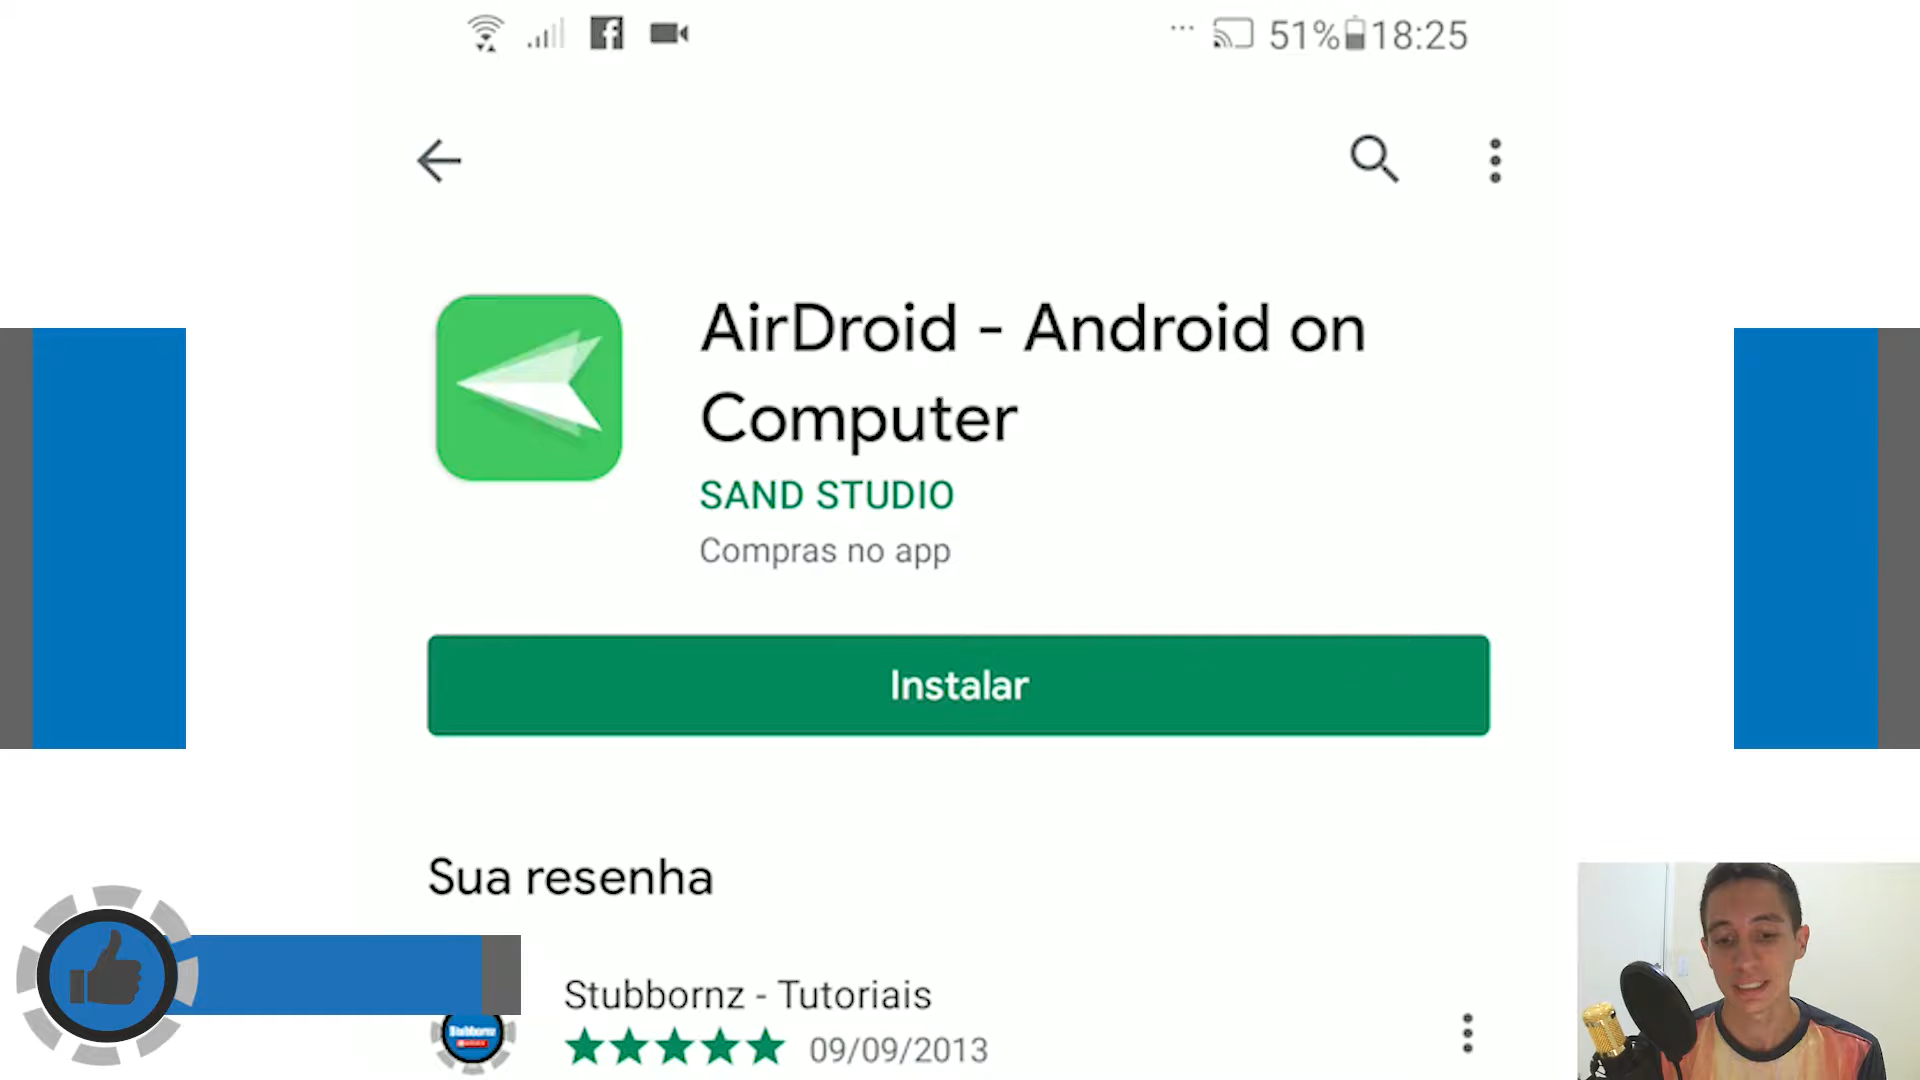 51% 18:25
AirDroid - Android on
Computer
SAND STUDIO
Compras no app
Instalar
Sua resenha
Stubbornz - Tutoriais
Stubbornz
09/09/2013